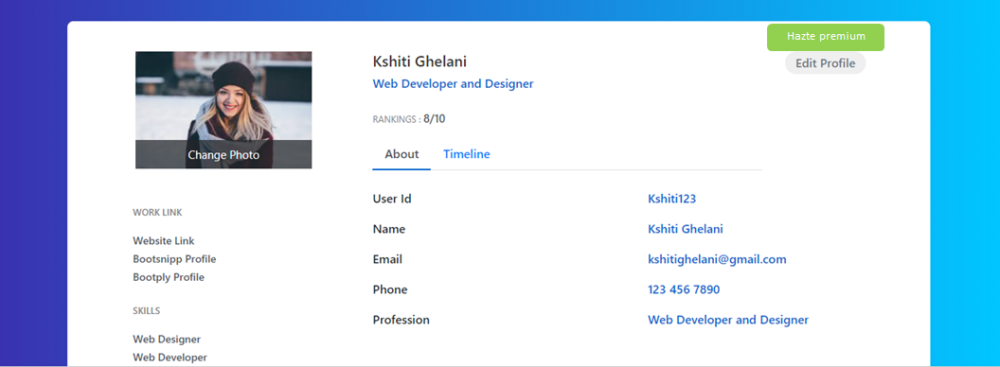 Hazte premium
Edit Profile
Kshiti Ghelani
Web Developer and Designer
RANKINGS : 8/10
About Timeline
Change Photo
WORK LINK
Website Link
Bootsnipp Profile
Bootply Profile
SKILLS
Web Designer
Web Developer
User Id Kshiti123
Name Kshiti Ghelani
Email kshitighelani@gmail.com
Phone 123 456 7890
Profession Web Developer and Designer